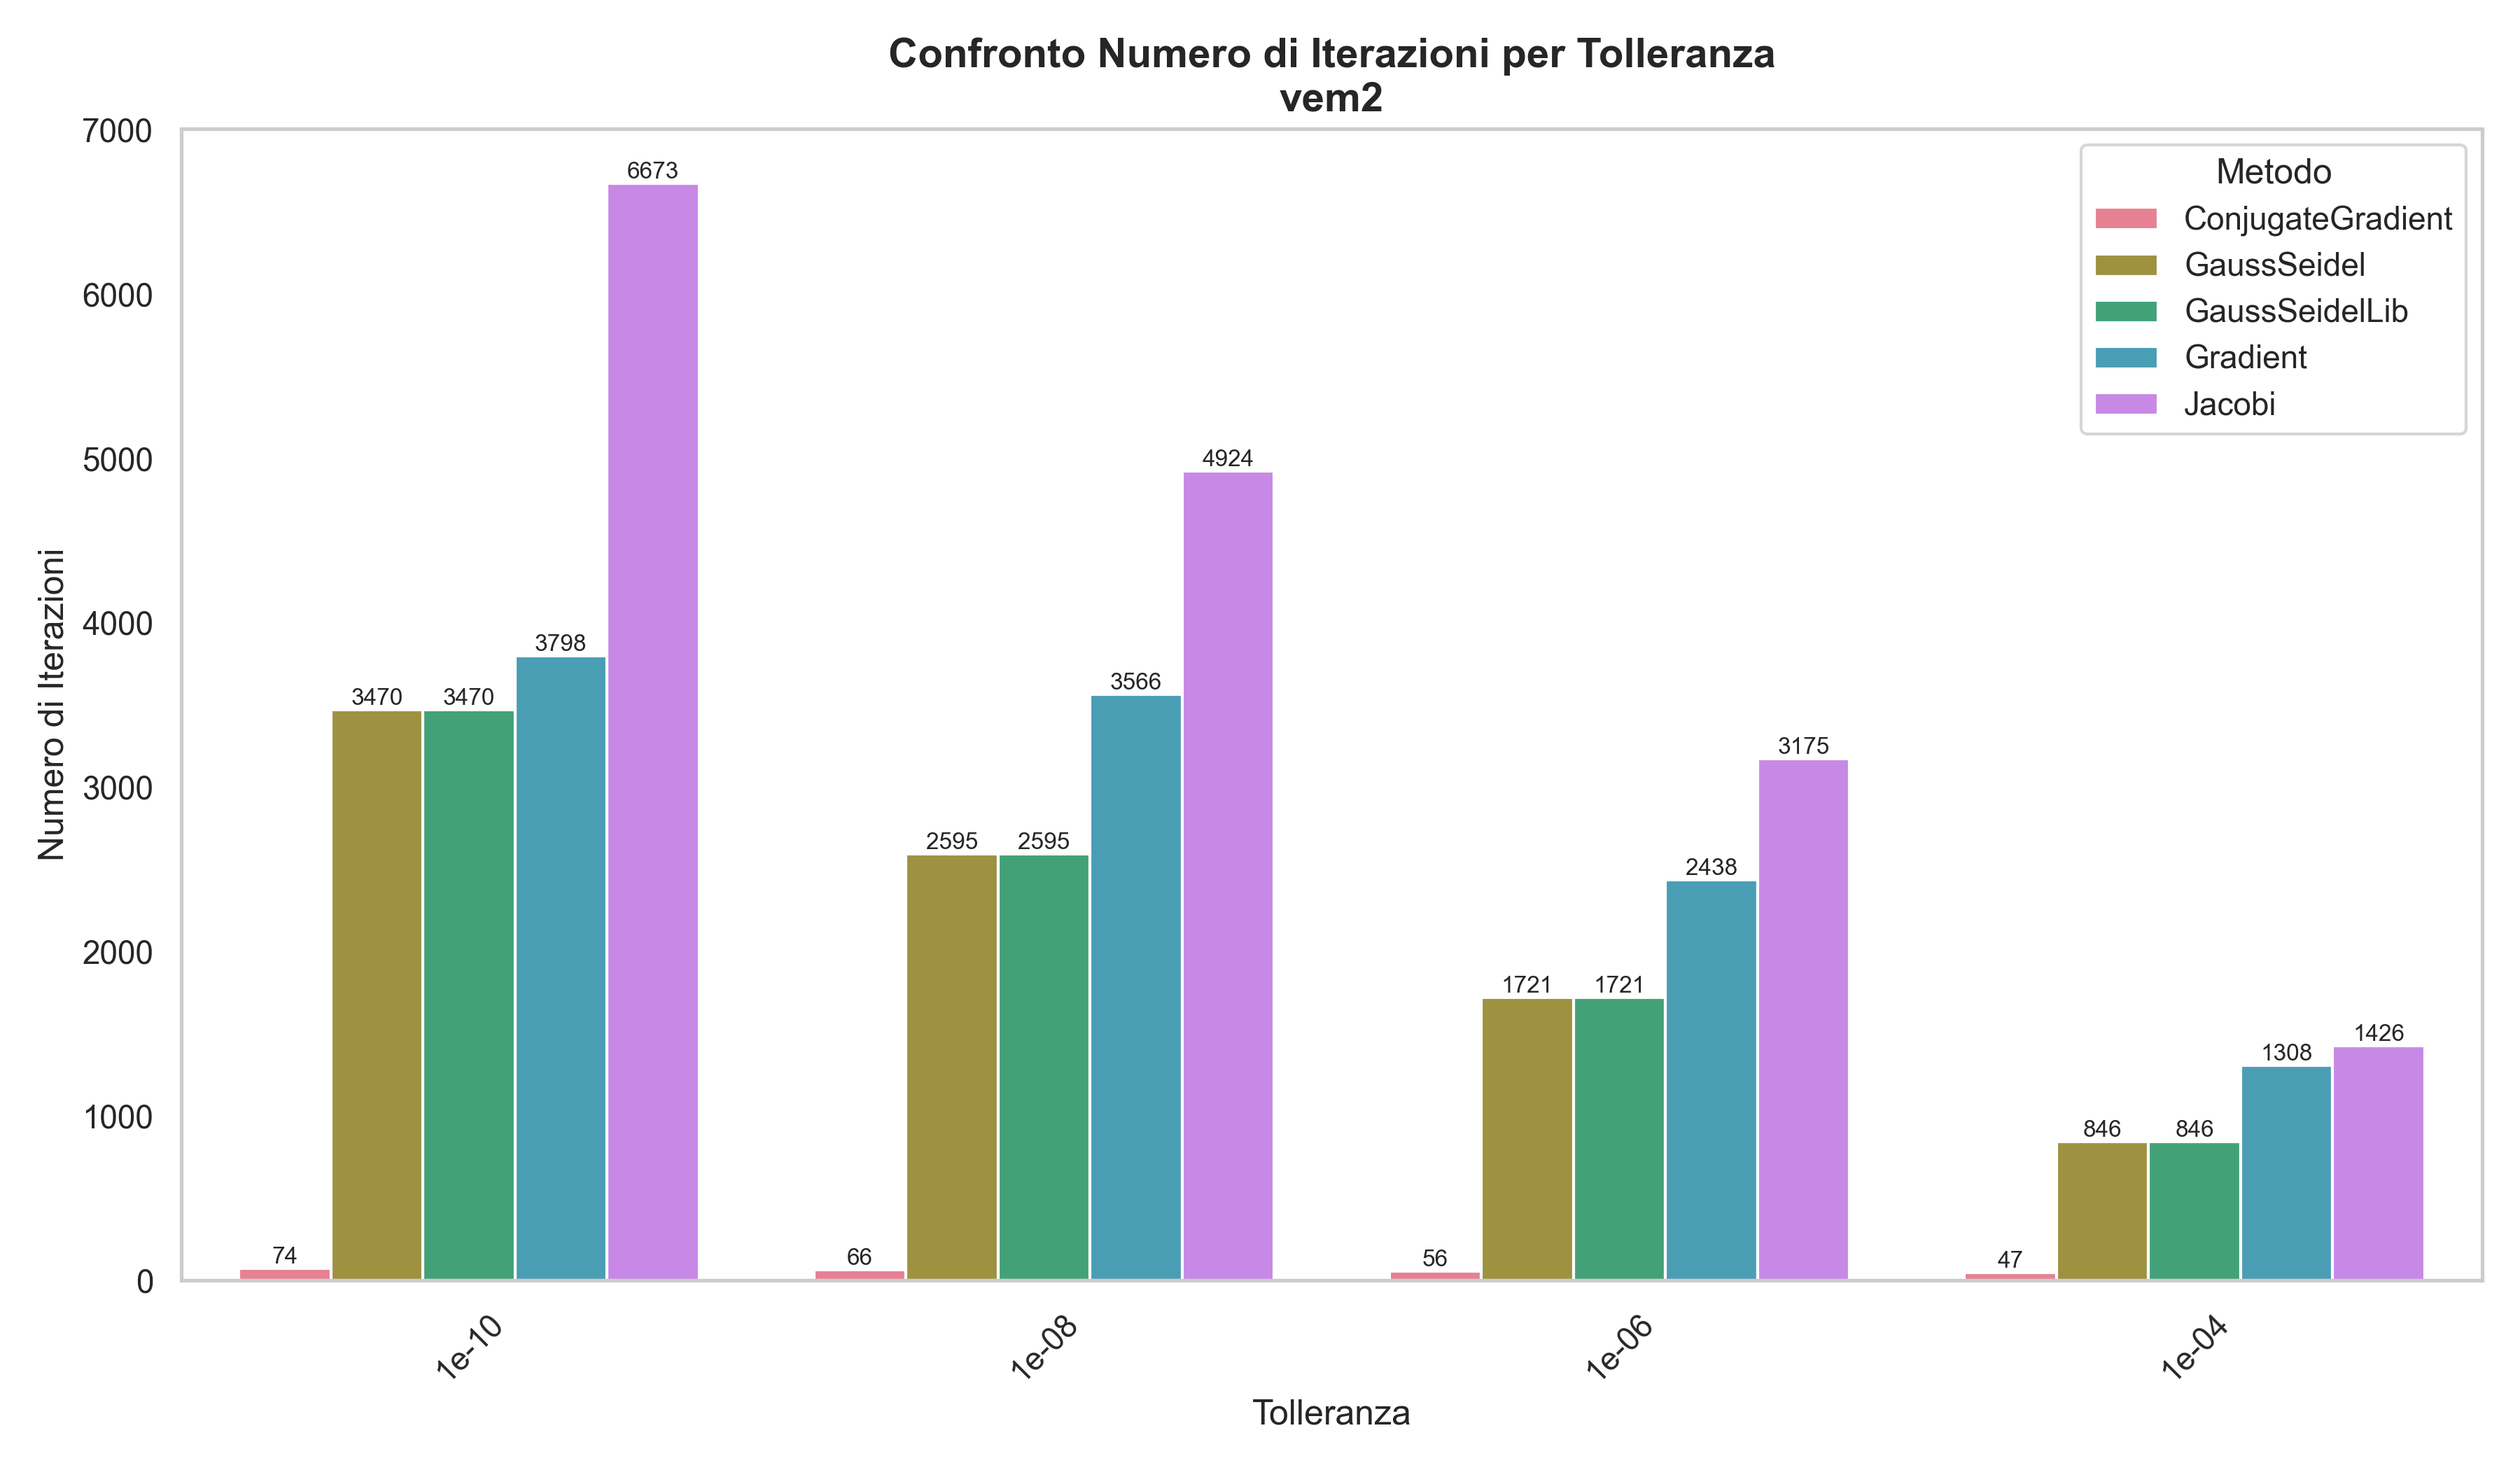 Confronto Numero di Iterazioni per Tolleranza
vem2
Numero di Iterazioni
7000
6000
5000
4000
3000
2000
1000
0
74
3470
3470
3798
6673
66
2595
2595
3566
4924
56
1721
1721
2438
3175
47
846
846
1308
1426
Metodo
ConjugateGradient
GaussSeidel
GaussSeidelLib
Gradient
Jacobi
1e-10
1e-08
1e-06
1e-04
Tolleranza